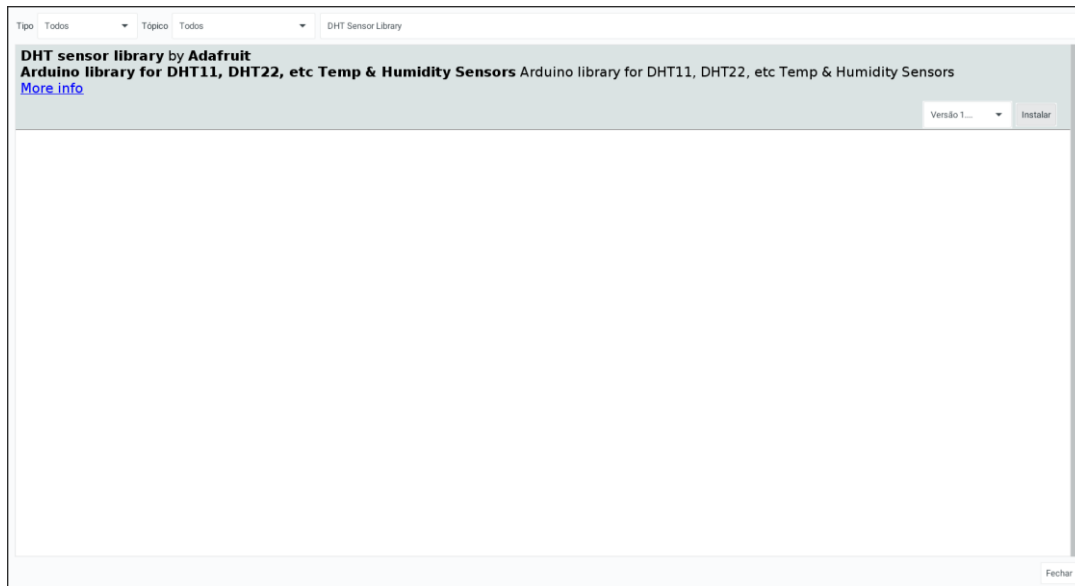 Tipo Todos Tópico Todos DHT Sensor Library
DHT sensor library by Adafruit
Arduino library for DHT11, DHT22, etc Temp & Humidity Sensors Arduino library for DHT11, DHT22, etc Temp & Humidity Sensors
More info
Versão 1.... Instalar
Fechar